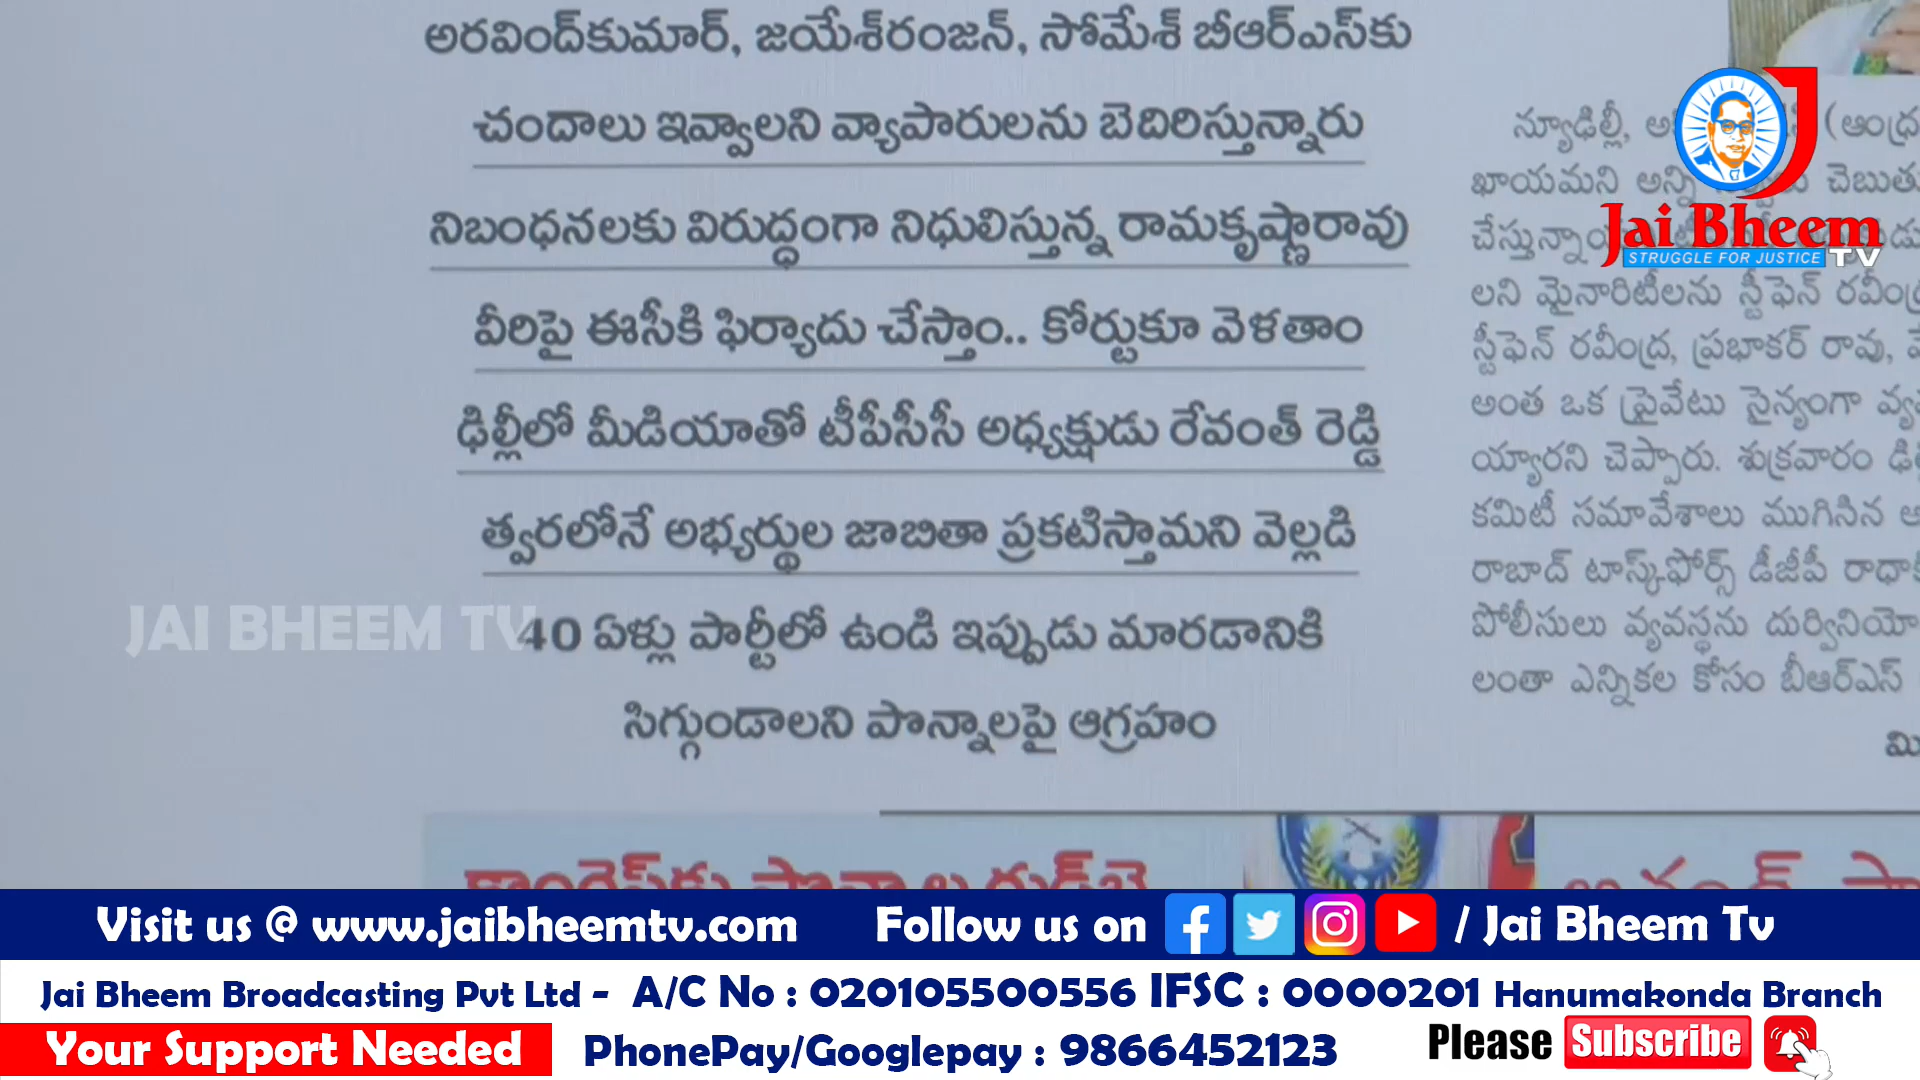 అరవింద్‌కుమార్, జయేశ్‌రంజన్, సోమేశ్ బీఆర్ఎస్‌కు
చందాలు ఇవ్వాలని వ్యాపారులను బెదిరిస్తున్నారు
నిబంధనలకు విరుద్ధంగా నిధులిస్తున్న రామకృష్ణారావు
వీరిపై ఈసీకి ఫిర్యాదు చేస్తాం.. కోర్టుకూ వెళతాం
ఢిల్లీలో మీడియాతో టీపీసీసీ అధ్యక్షుడు రేవంత్ రెడ్డి
త్వరలోనే అభ్యర్థుల జాబితా ప్రకటిస్తామని వెల్లడి
40 ఏళ్లు పార్టీలో ఉండి ఇప్పుడు మారడానికి
సిగ్గుండాలని పొన్నాలపై ఆగ్రహం
న్యూఢిల్లీ,
ఖాయమని అన్ని చెబుతు
లని మైనారిటీలను స్టీఫెన్
స్టీఫెన్ రవీంద్ర, ప్రభాకర్ రావు,
అంత ఒక ప్రైవేటు సైన్యంగా
య్యారని చెప్పారు. శుక్రవారం
కమిటీ సమావేశాలు ముగిసిన
రాబాద్ టాస్క్‌ఫోర్స్ డీజీపీ
పోలీసులు వ్యవస్థను
లంతా ఎన్నికల కోసం బీఆర్ఎస్
Jai Bheem
STRUGGLE FOR JUSTICE TV
JAI BHEEM TV
Visit us @ www.jaibheemtv.com Follow us on / Jai Bheem Tv
Jai Bheem Broadcasting Pvt Ltd - A/C No : 020105500556 IFSC : 0000201 Hanumakonda Branch
Your Support Needed PhonePay/Googlepay : 9866452123 Please Subscribe